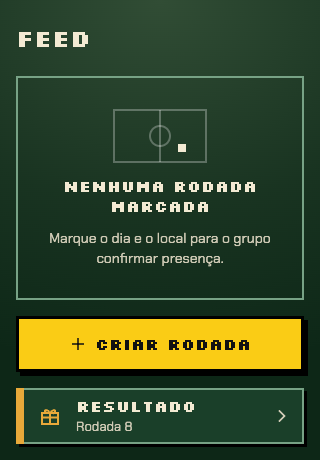 FEED
NENHUMA RODADA
MARCADA
Marque o dia e o local para o grupo
confirmar presença.
+ CRIAR RODADA
RESULTADO
Rodada 8